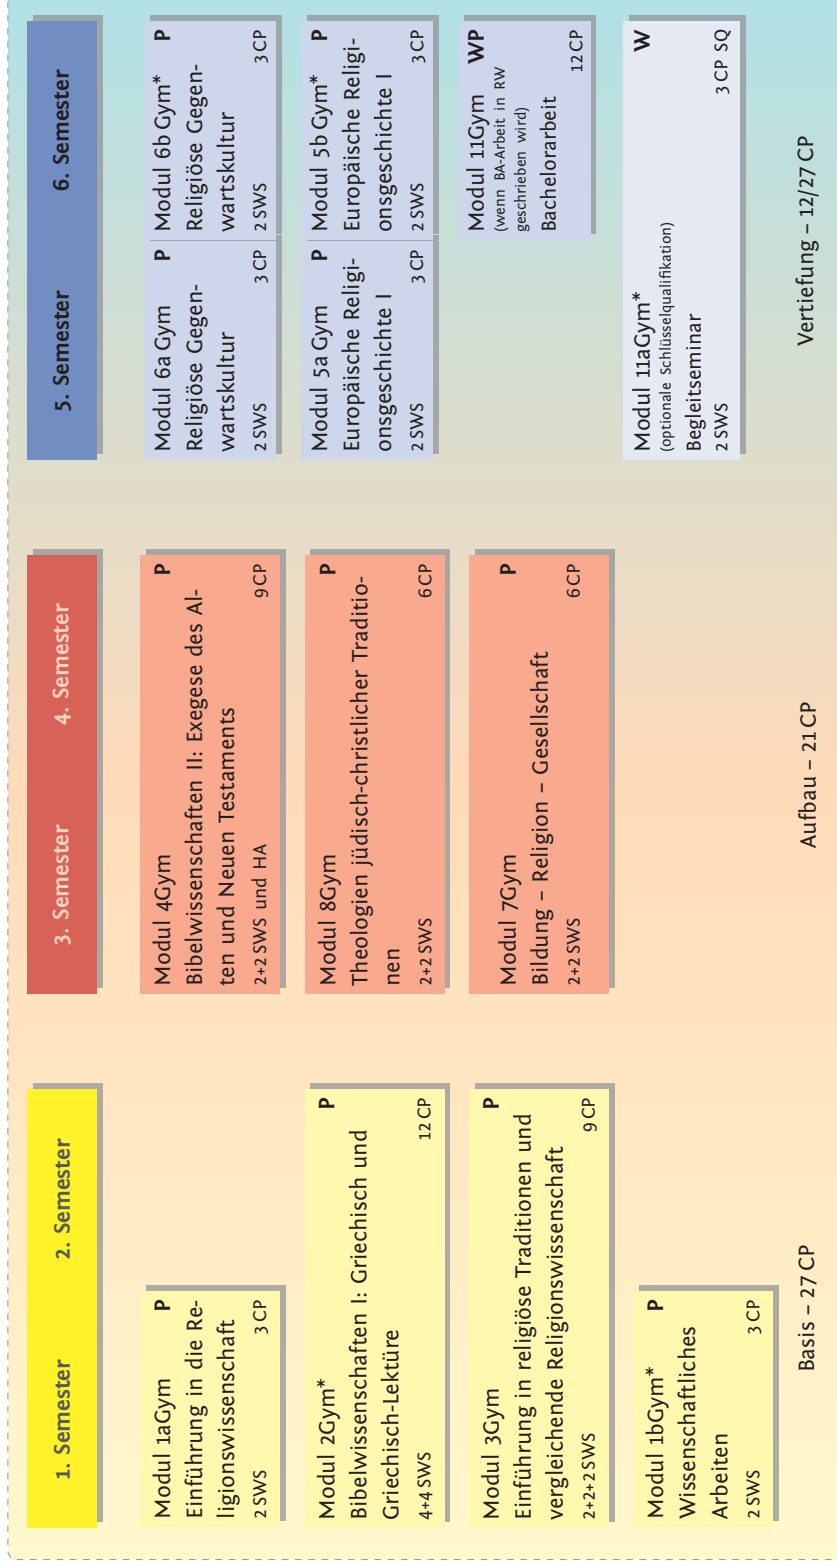 1. Semester
2. Semester
Modul 1aGym P
Einführung in die Re-
ligionswissenschaft
2 SWS 3 CP
Modul 2Gym* P
Bibelwissenschaften I: Griechisch und
Griechisch-Lektüre
4+4 SWS 12 CP
Modul 3Gym P
Einführung in religiöse Traditionen und
vergleichende Religionswissenschaft
2+2+2 SWS 9 CP
Modul 1bGym* P
Wissenschaftliches
Arbeiten
2 SWS 3 CP
Basis – 27 CP
3. Semester
4. Semester
Modul 4Gym P
Bibelwissenschaften II: Exegese des Al-
ten und Neuen Testaments
2+2 SWS und HA 9 CP
Modul 8Gym P
Theologien jüdisch-christlicher Traditio-
nen
2+2 SWS 6 CP
Modul 7Gym P
Bildung – Religion – Gesellschaft
2+2 SWS 6 CP
Aufbau – 21 CP
5. Semester
6. Semester
Modul 6a Gym P
Religiöse Gegen-
wartskultur
2 SWS 3 CP
Modul 6b Gym* P
Religiöse Gegen-
wartskultur
2 SWS 3 CP
Modul 5a Gym P
Europäische Religi-
onsgeschichte I
2 SWS 3 CP
Modul 5b Gym* P
Europäische Religi-
onsgeschichte I
2 SWS 3 CP
Modul 11Gym WP
(wenn BA-Arbeit in RW
geschrieben wird)
Bachelorarbeit
12 CP
Modul 11aGym* W
(optionale Schlüsselqualifikation)
Begleitseminar
2 SWS 3 CP SQ
Vertiefung – 12/27 CP